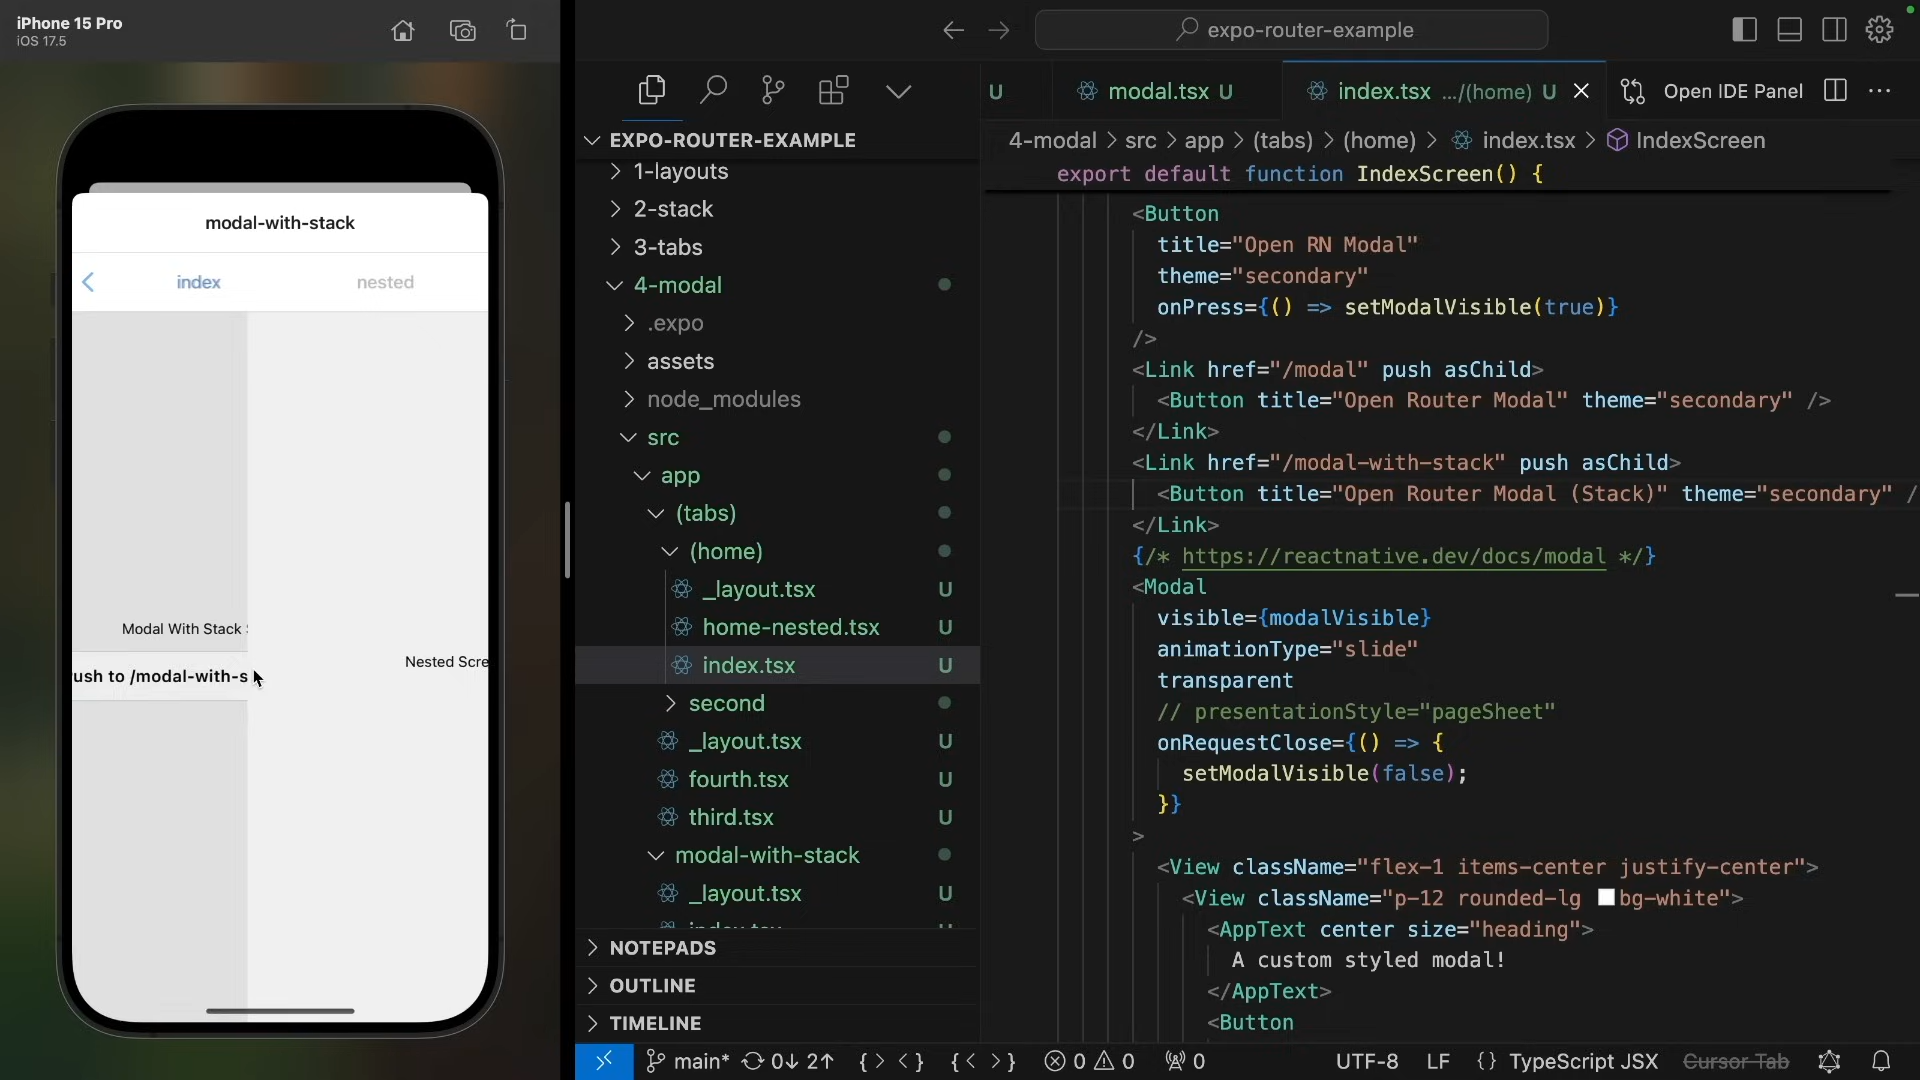 iPhone 15 Pro
iOS 17.5
modal-with-stack
index
nested
Modal With Stack
ush to /modal-with-s
Nested Scre
expo-router-example
U
modal.tsx U
index.tsx .../(home) U
Open IDE Panel
4-modal > src > app > (tabs) > (home) > index.tsx > IndexScreen
EXPO-ROUTER-EXAMPLE
1-layouts
2-stack
3-tabs
4-modal
.expo
assets
node_modules
src
app
(tabs)
(home)
_layout.tsx U
home-nested.tsx U
index.tsx U
second
_layout.tsx U
fourth.tsx U
third.tsx U
modal-with-stack
_layout.tsx U
index.tsx U
NOTEPADS
OUTLINE
TIMELINE
export default function IndexScreen() {
<Button
title="Open RN Modal"
theme="secondary"
onPress={() => setModalVisible(true)}
/>
<Link href="/modal" push asChild>
<Button title="Open Router Modal" theme="secondary" />
</Link>
<Link href="/modal-with-stack" push asChild>
<Button title="Open Router Modal (Stack)" theme="secondary" /
</Link>
{/* https://reactnative.dev/docs/modal */}
<Modal
visible={modalVisible}
animationType="slide"
transparent
// presentationStyle="pageSheet"
onRequestClose={() => {
setModalVisible(false);
}}
>
<View className="flex-1 items-center justify-center">
<View className="p-12 rounded-lg bg-white">
<AppText center size="heading">
A custom styled modal!
</AppText>
<Button
main* 0↓ 2↑ { > < } { < > } 0 0 0 UTF-8 LF {} TypeScript JSX Cursor Tab